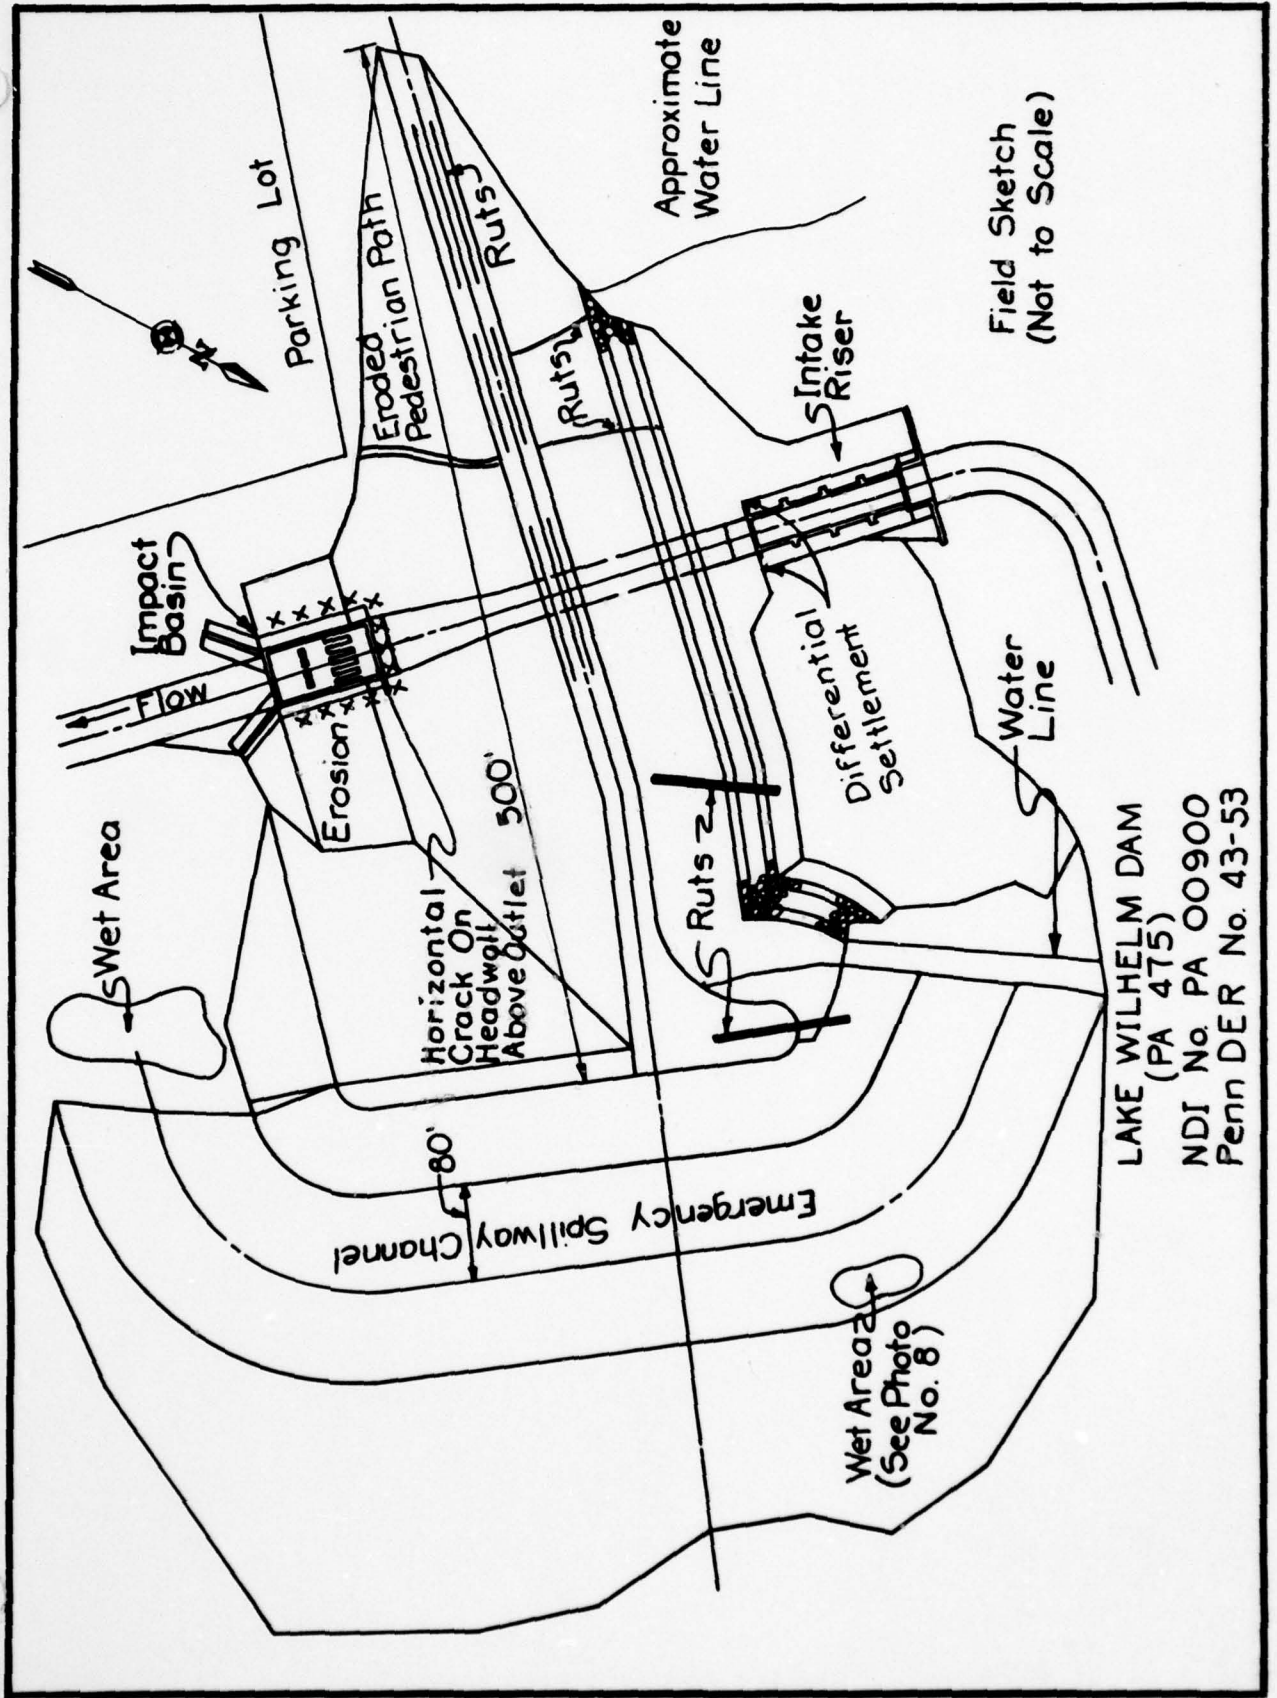 Parking Lot
N
Eroded
Pedestrian Path
Ruts
Approximate
Water Line
Impact
Basin
Flow
Ruts
Intake
Riser
Field Sketch
(Not to Scale)
Wet Area
Erosion
500'
Horizontal
Crack On
Headwall
Above Outlet
Differential
Settlement
Water
Line
Ruts
80'
Emergency Spillway Channel
Wet Area
(See Photo
No. 8)
LAKE WILHELM DAM
(PA 475)
NDI No. PA 00900
Penn DER No. 43-53